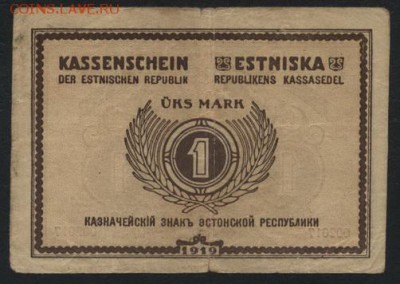 COINS.LAVE.RU
KASSENSCHEIN
DER ESTNISCHEN REPUBLIK
ESTNISKA
REPUBLIKENS KASSASEDEL
ÜKS MARK
1
КАЗНАЧЕЙСКІЙ ЗНАКЪ ЭСТОНСКОЙ РЕСПУБЛИКИ
1919